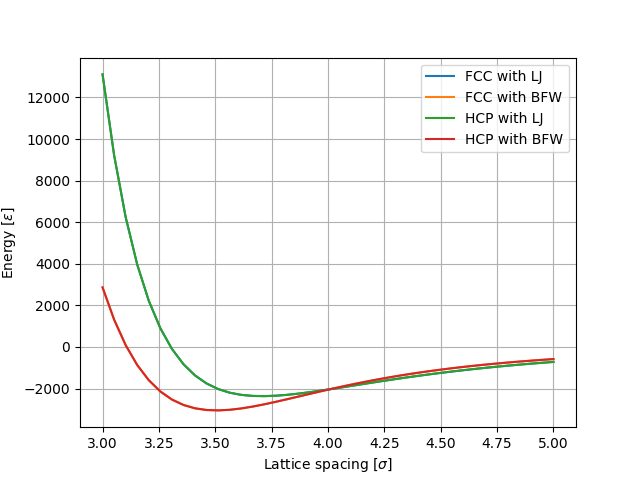 FCC with LJ
FCC with BFW
HCP with LJ
HCP with BFW
12000
10000
8000
6000
4000
2000
0
−2000
Energy [ε]
3.00 3.25 3.50 3.75 4.00 4.25 4.50 4.75 5.00
Lattice spacing [σ]